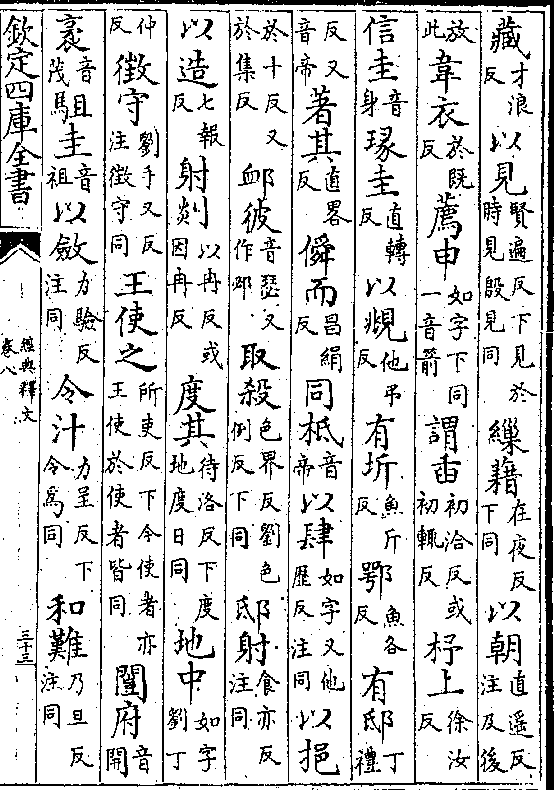 藏才浪反以見賢遍反下見於時見殷見同繅藉在夜反下同以朝直遥反注及後
放此韋衣於既反薦申如字下同一音箭謂臿初洽反或初輒反杼上徐汝反
信圭音身瑑圭直轉反以覜他弔反有圻魚斤反鄂魚各反有邸丁禮
反又音帝著其直畧反僢而昌絹反同柢音帝以肆如字又他歷反注同以挹
於十反又於集反卹彼音瑟又作邲取殺色界反劉色例反下同邸射食亦反注同
以造七報反射剡以冉反或因冉反度其待洛反下度地度日同地中如字劉丁
仲反徵守劉手又反注徵守同王使之所吏反下令使者亦王使於使者皆同闓府音開
袤音茂駔圭音祖以斂力驗反注同令汁力呈反下令爲同和難乃旦反注同
欽定四庫全書
經典釋文
卷八
三十三